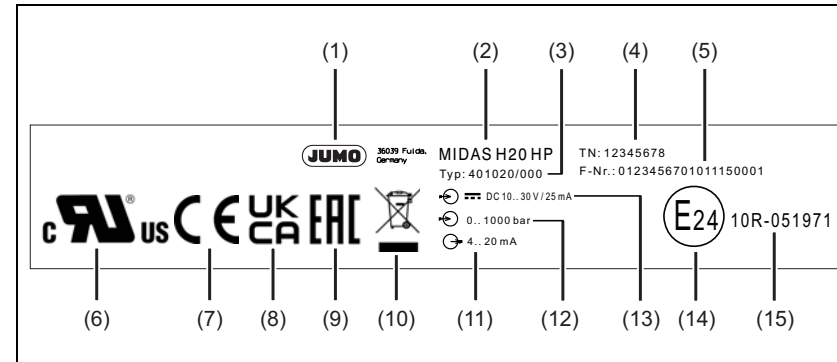 (1) (2) (3) (4) (5)
JUMO 36039 Fulda, Germany
MIDAS H20 HP
Typ: 401020/000
TN: 12345678
F-Nr.: 0123456701011150001
DC 10.. 30 V / 25 mA
0.. 1000 bar
4.. 20 mA
c RU ® US CE UK CA EAC
E24 10R-051971
(6) (7) (8) (9) (10) (11) (12) (13) (14) (15)